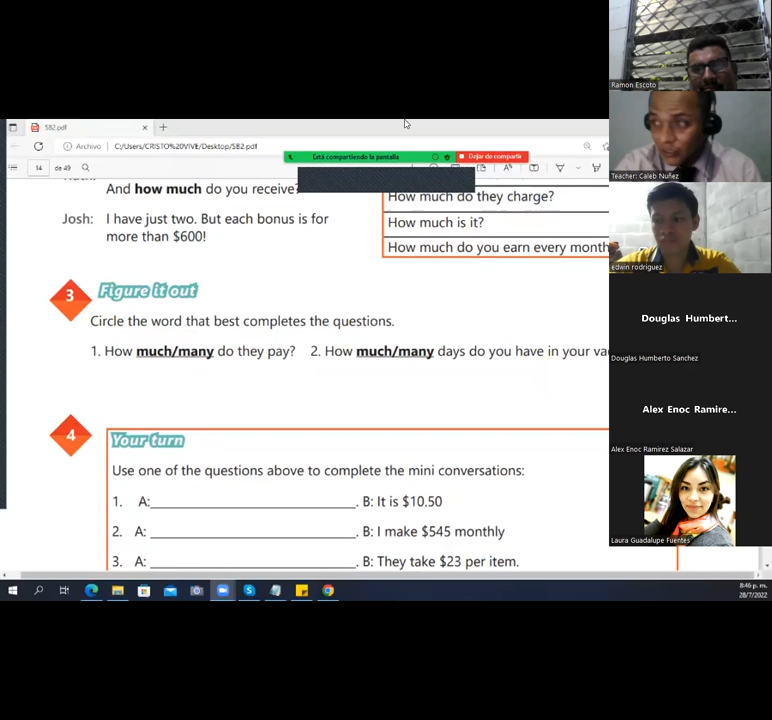 SB2.pdf
Archivo
C:/Users/CRISTO%20VIVE/Desktop/SB2.pdf
Está compartiendo la pantalla
Dejar de compartir
14
de 49
And how much do you receive?
Josh: I have just two. But each bonus is for
more than $600!
How much do they charge?
How much is it?
How much do you earn every month
3
Figure it out
Circle the word that best completes the questions.
1. How much/many do they pay? 2. How much/many days do you have in your va
4
Your turn
Use one of the questions above to complete the mini conversations:
1. A:______________. B: It is $10.50
2. A: ______________. B: I make $545 monthly
3. A: ______________. B: They take $23 per item.
8:46 p. m.
28/7/2022
Ramon Escoto
Teacher: Caleb Nuñez
edwin rodriguez
Douglas Humbert...
Douglas Humberto Sanchez
Alex Enoc Ramire...
Alex Enoc Ramirez Salazar
Laura Guadalupe Fuentes